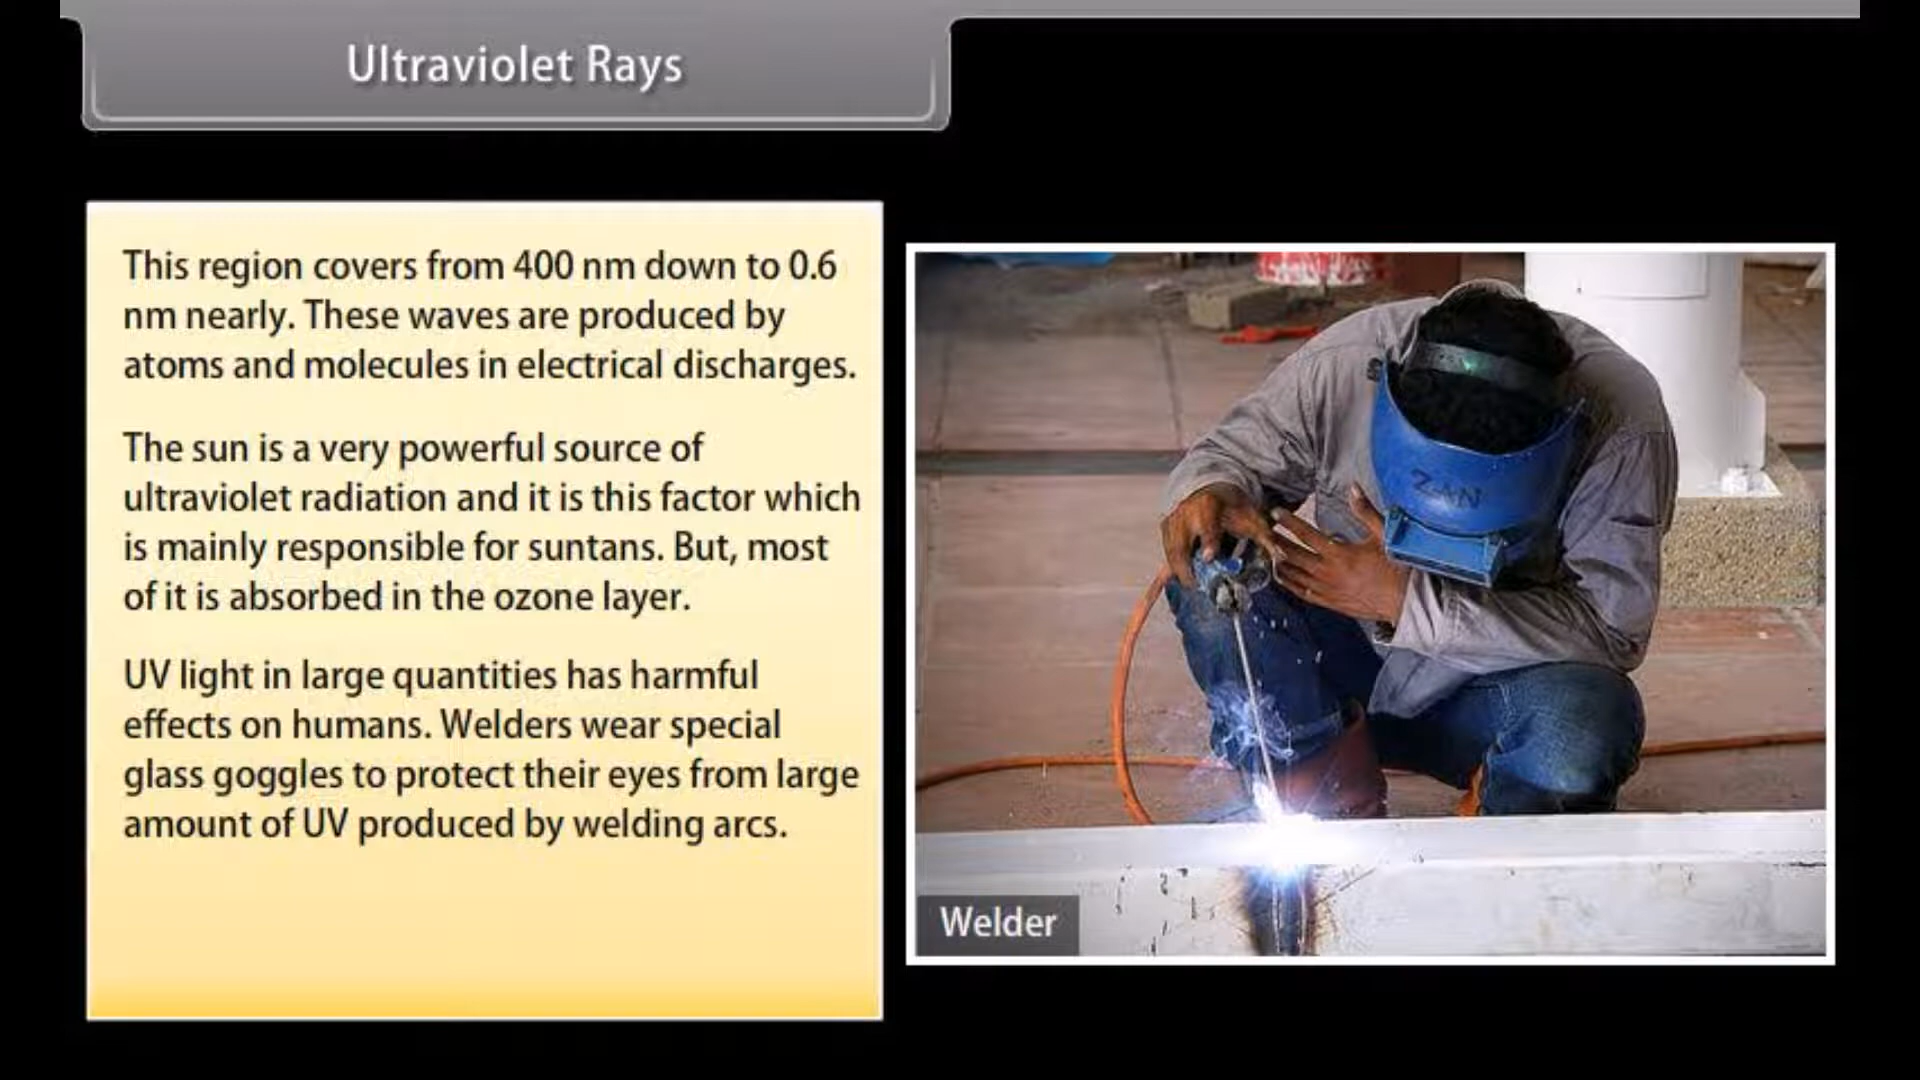 Ultraviolet Rays
This region covers from 400 nm down to 0.6
nm nearly. These waves are produced by
atoms and molecules in electrical discharges.
The sun is a very powerful source of
ultraviolet radiation and it is this factor which
is mainly responsible for suntans. But, most
of it is absorbed in the ozone layer.
UV light in large quantities has harmful
effects on humans. Welders wear special
glass goggles to protect their eyes from large
amount of UV produced by welding arcs.
ZAN
Welder